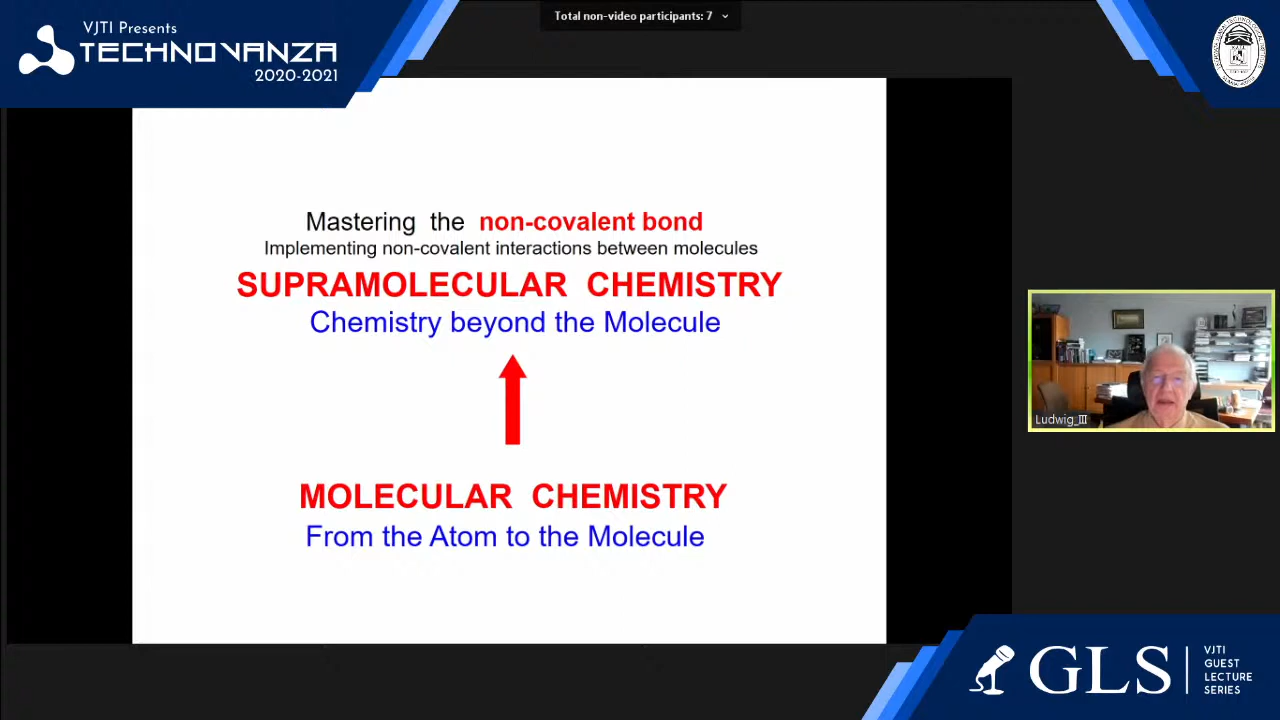 Total non-video participants: 7
VJTI Presents
TECHNOVANZA
2020-2021
Mastering the non-covalent bond
Implementing non-covalent interactions between molecules
SUPRAMOLECULAR CHEMISTRY
Chemistry beyond the Molecule
MOLECULAR CHEMISTRY
From the Atom to the Molecule
Ludwig_III
GLS
VJTI
GUEST
LECTURE
SERIES